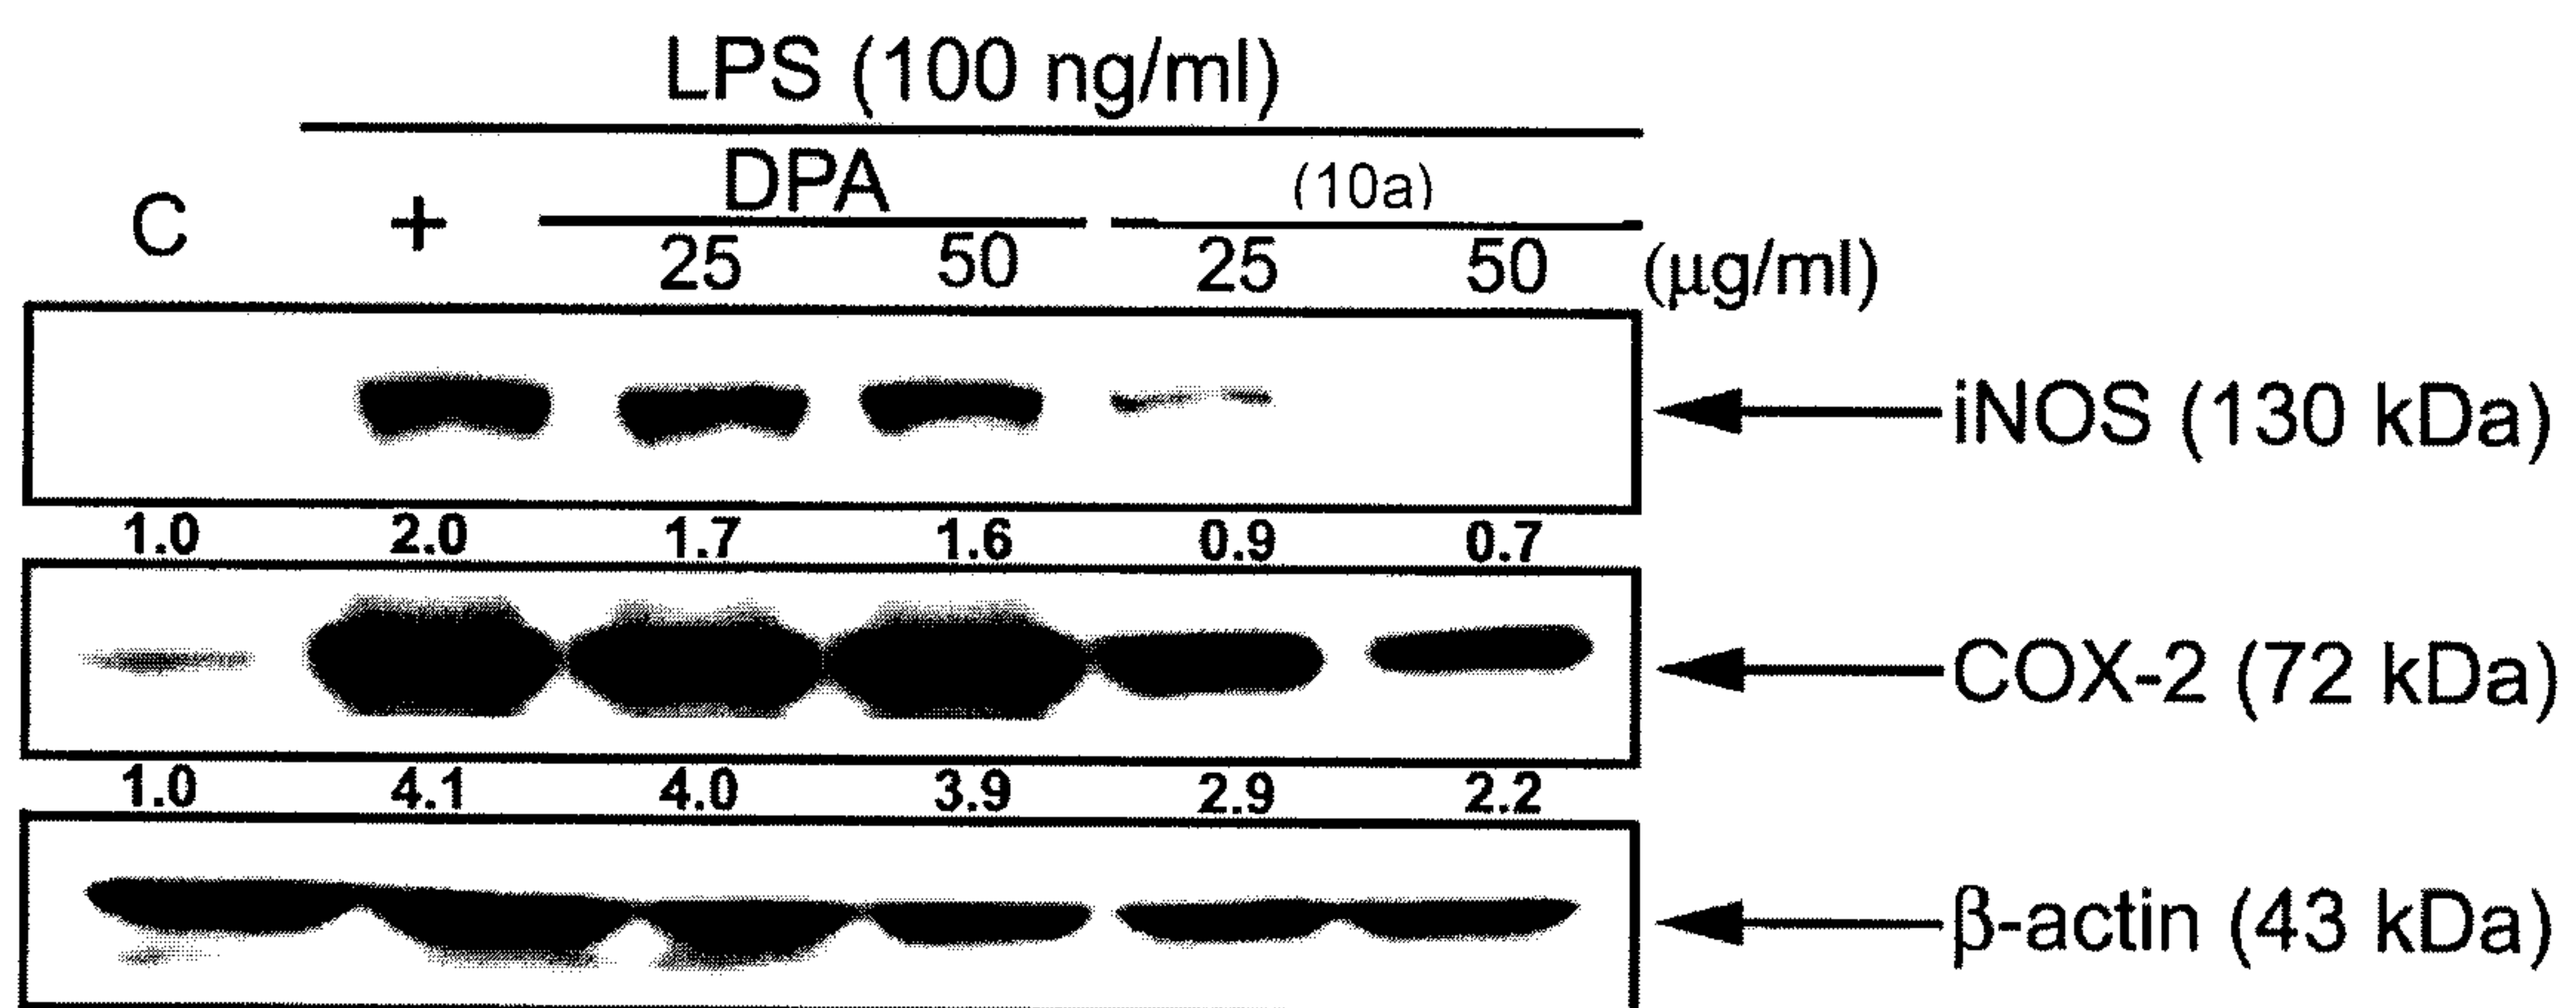 LPS (100 ng/ml)
DPA (10a)
C + 25 50 25 50 (μg/ml)
iNOS (130 kDa)
1.0 2.0 1.7 1.6 0.9 0.7
COX-2 (72 kDa)
1.0 4.1 4.0 3.9 2.9 2.2
β-actin (43 kDa)